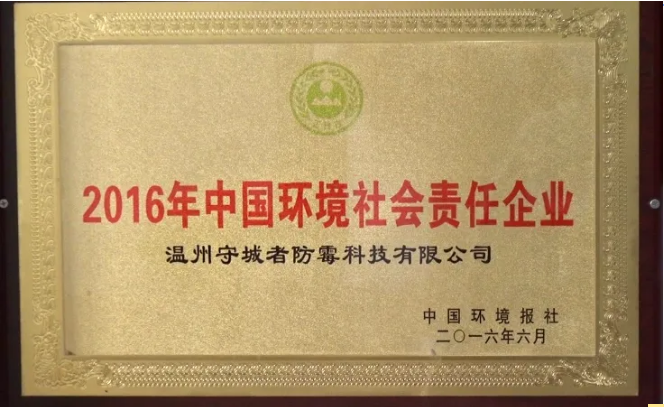 2016年中国环境社会责任企业
温州守城者防霉科技有限公司
中国环境报社
二〇一六年六月